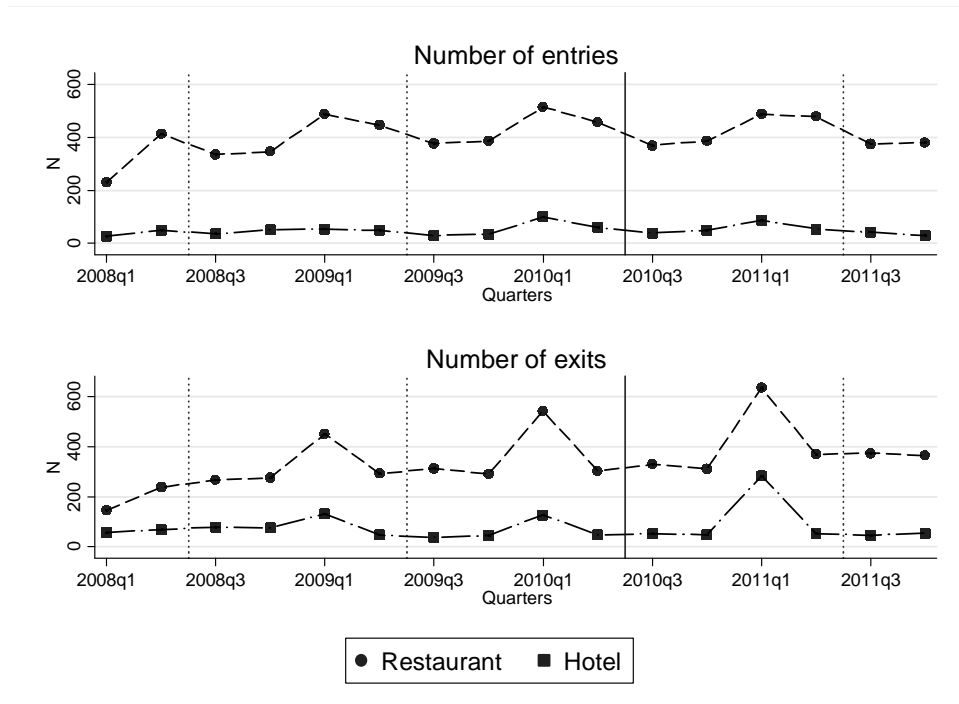 Number of entries
600
400
200
0
N
2008q1 2008q3 2009q1 2009q3 2010q1 2010q3 2011q1 2011q3
Quarters
Number of exits
600
400
200
0
N
2008q1 2008q3 2009q1 2009q3 2010q1 2010q3 2011q1 2011q3
Quarters
Restaurant Hotel